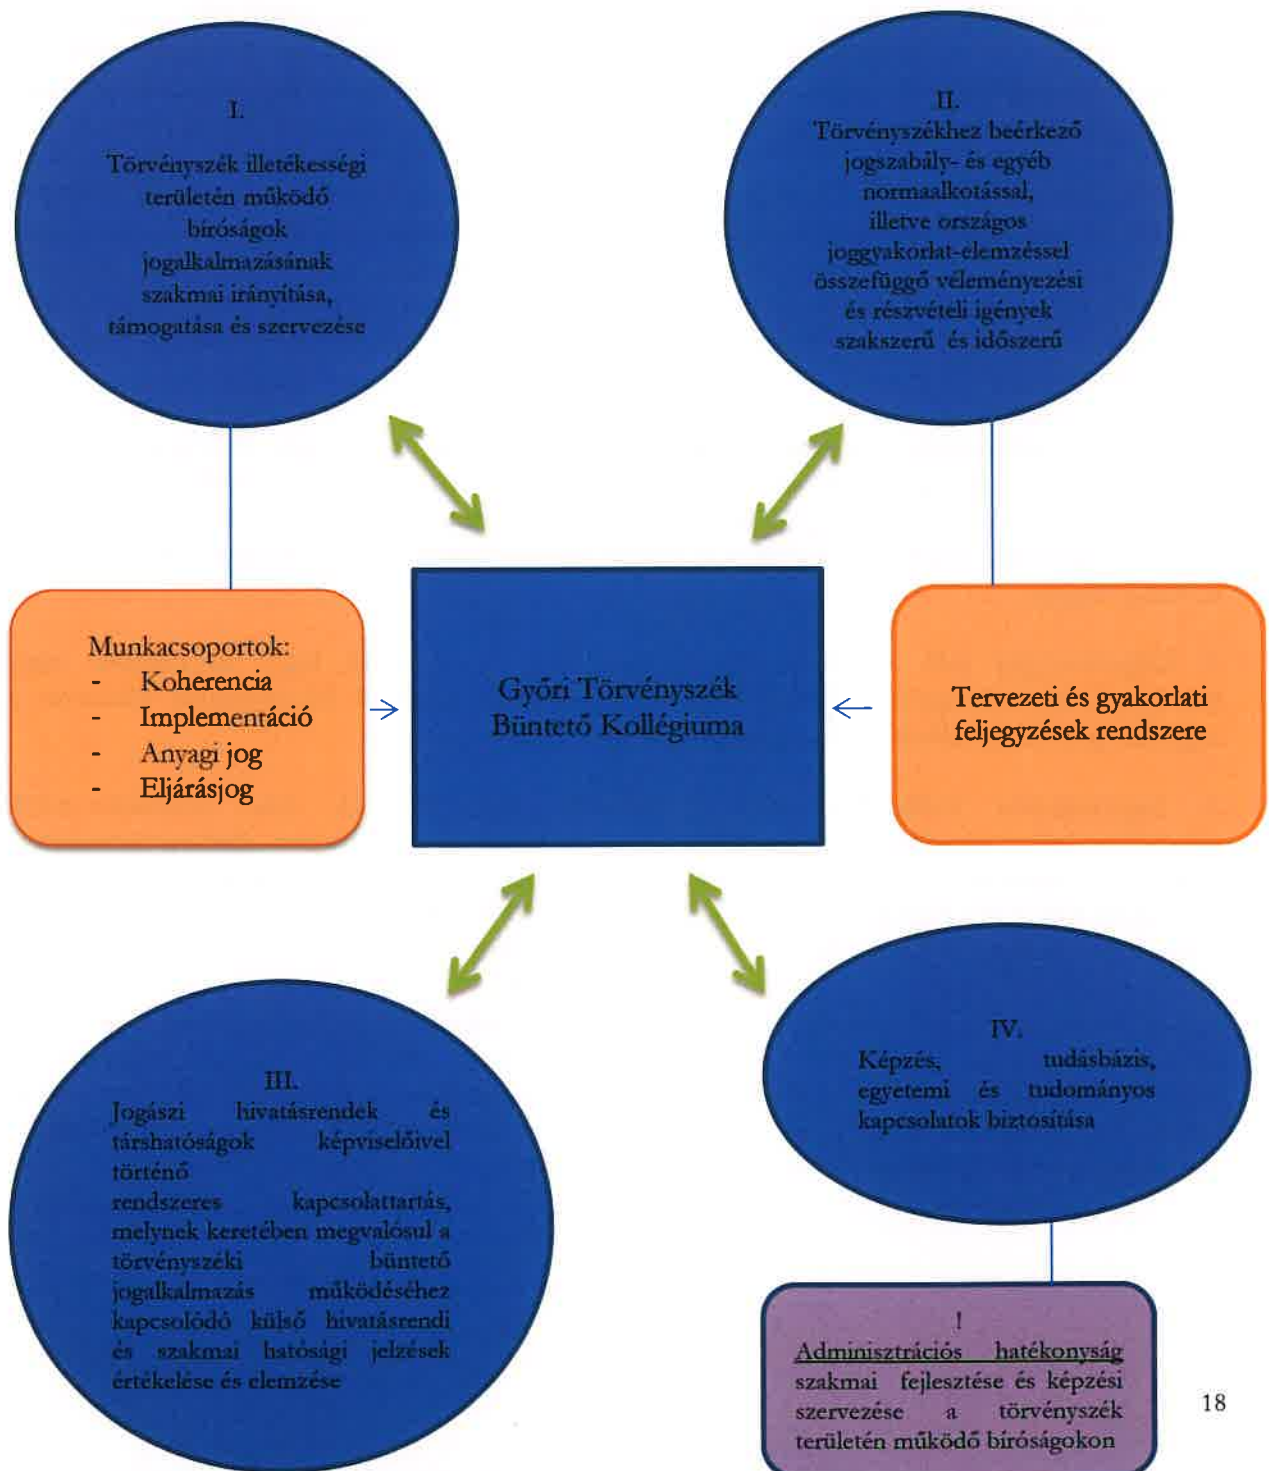 I.
Törvényszék illetékességi
területén működő
bíróságok
jogalkalmazásának
szakmai irányítása,
támogatása és szervezése
II.
Törvényszékhez beérkező
jogszabály- és egyéb
normaalkotással,
illetve országos
joggyakorlat-elemzéssel
összefüggő véleményezési
és részvételi igények
szakszerű és időszerű
Munkacsoportok:
- Koherencia
- Implementáció
- Anyagi jog
- Eljárásjog
Győri Törvényszék
Büntető Kollégiuma
Tervezeti és gyakorlati
feljegyzések rendszere
III.
Jogászi hivatásrendek és
társhatóságok képviselőivel
történő
rendszeres kapcsolattartás,
melynek keretében megvalósul a
törvényszéki büntető
jogalkalmazás működéséhez
kapcsolódó külső hivatásrendi
és szakmai hatósági jelzések
értékelése és elemzése
IV.
Képzés, tudásbázis,
egyetemi és tudományos
kapcsolatok biztosítása
!
Adminisztrációs hatékonyság
szakmai fejlesztése és képzési
szervezése a törvényszék
területén működő bíróságokon
18